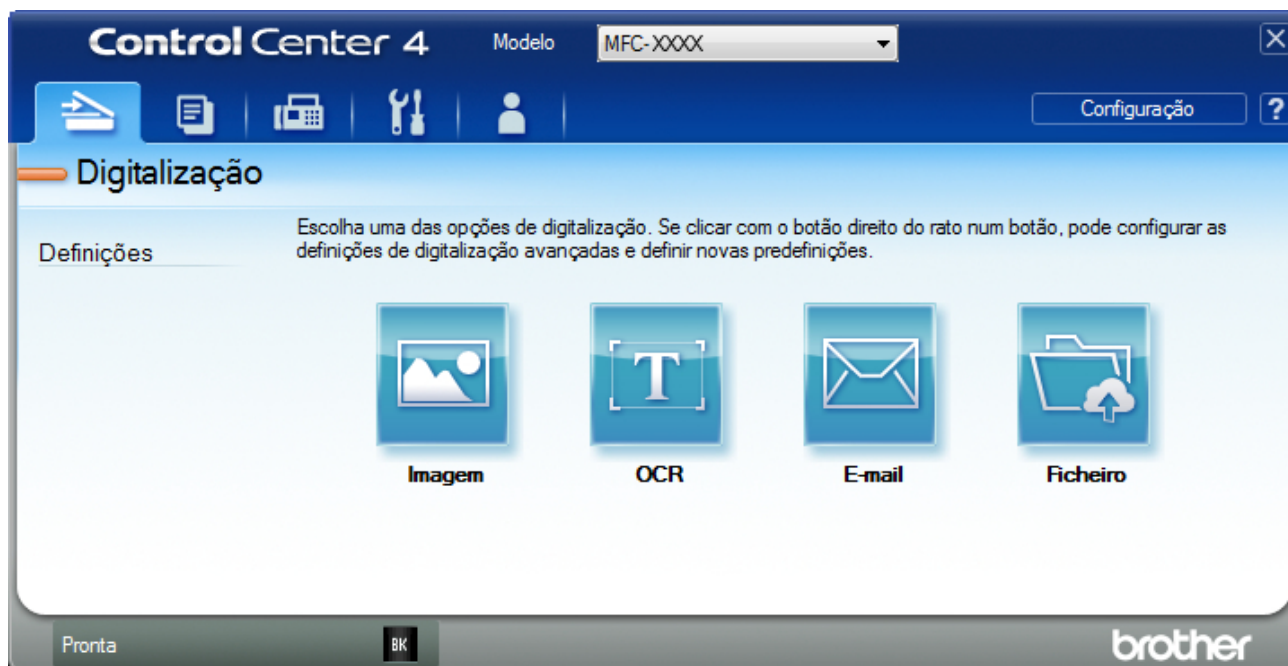 Control Center 4
Modelo
MFC-XXXX
Configuração
?
Digitalização
Definições
Escolha uma das opções de digitalização. Se clicar com o botão direito do rato num botão, pode configurar as
definições de digitalização avançadas e definir novas predefinições.
T
Imagem
OCR
E-mail
Ficheiro
Pronta
BK
brother